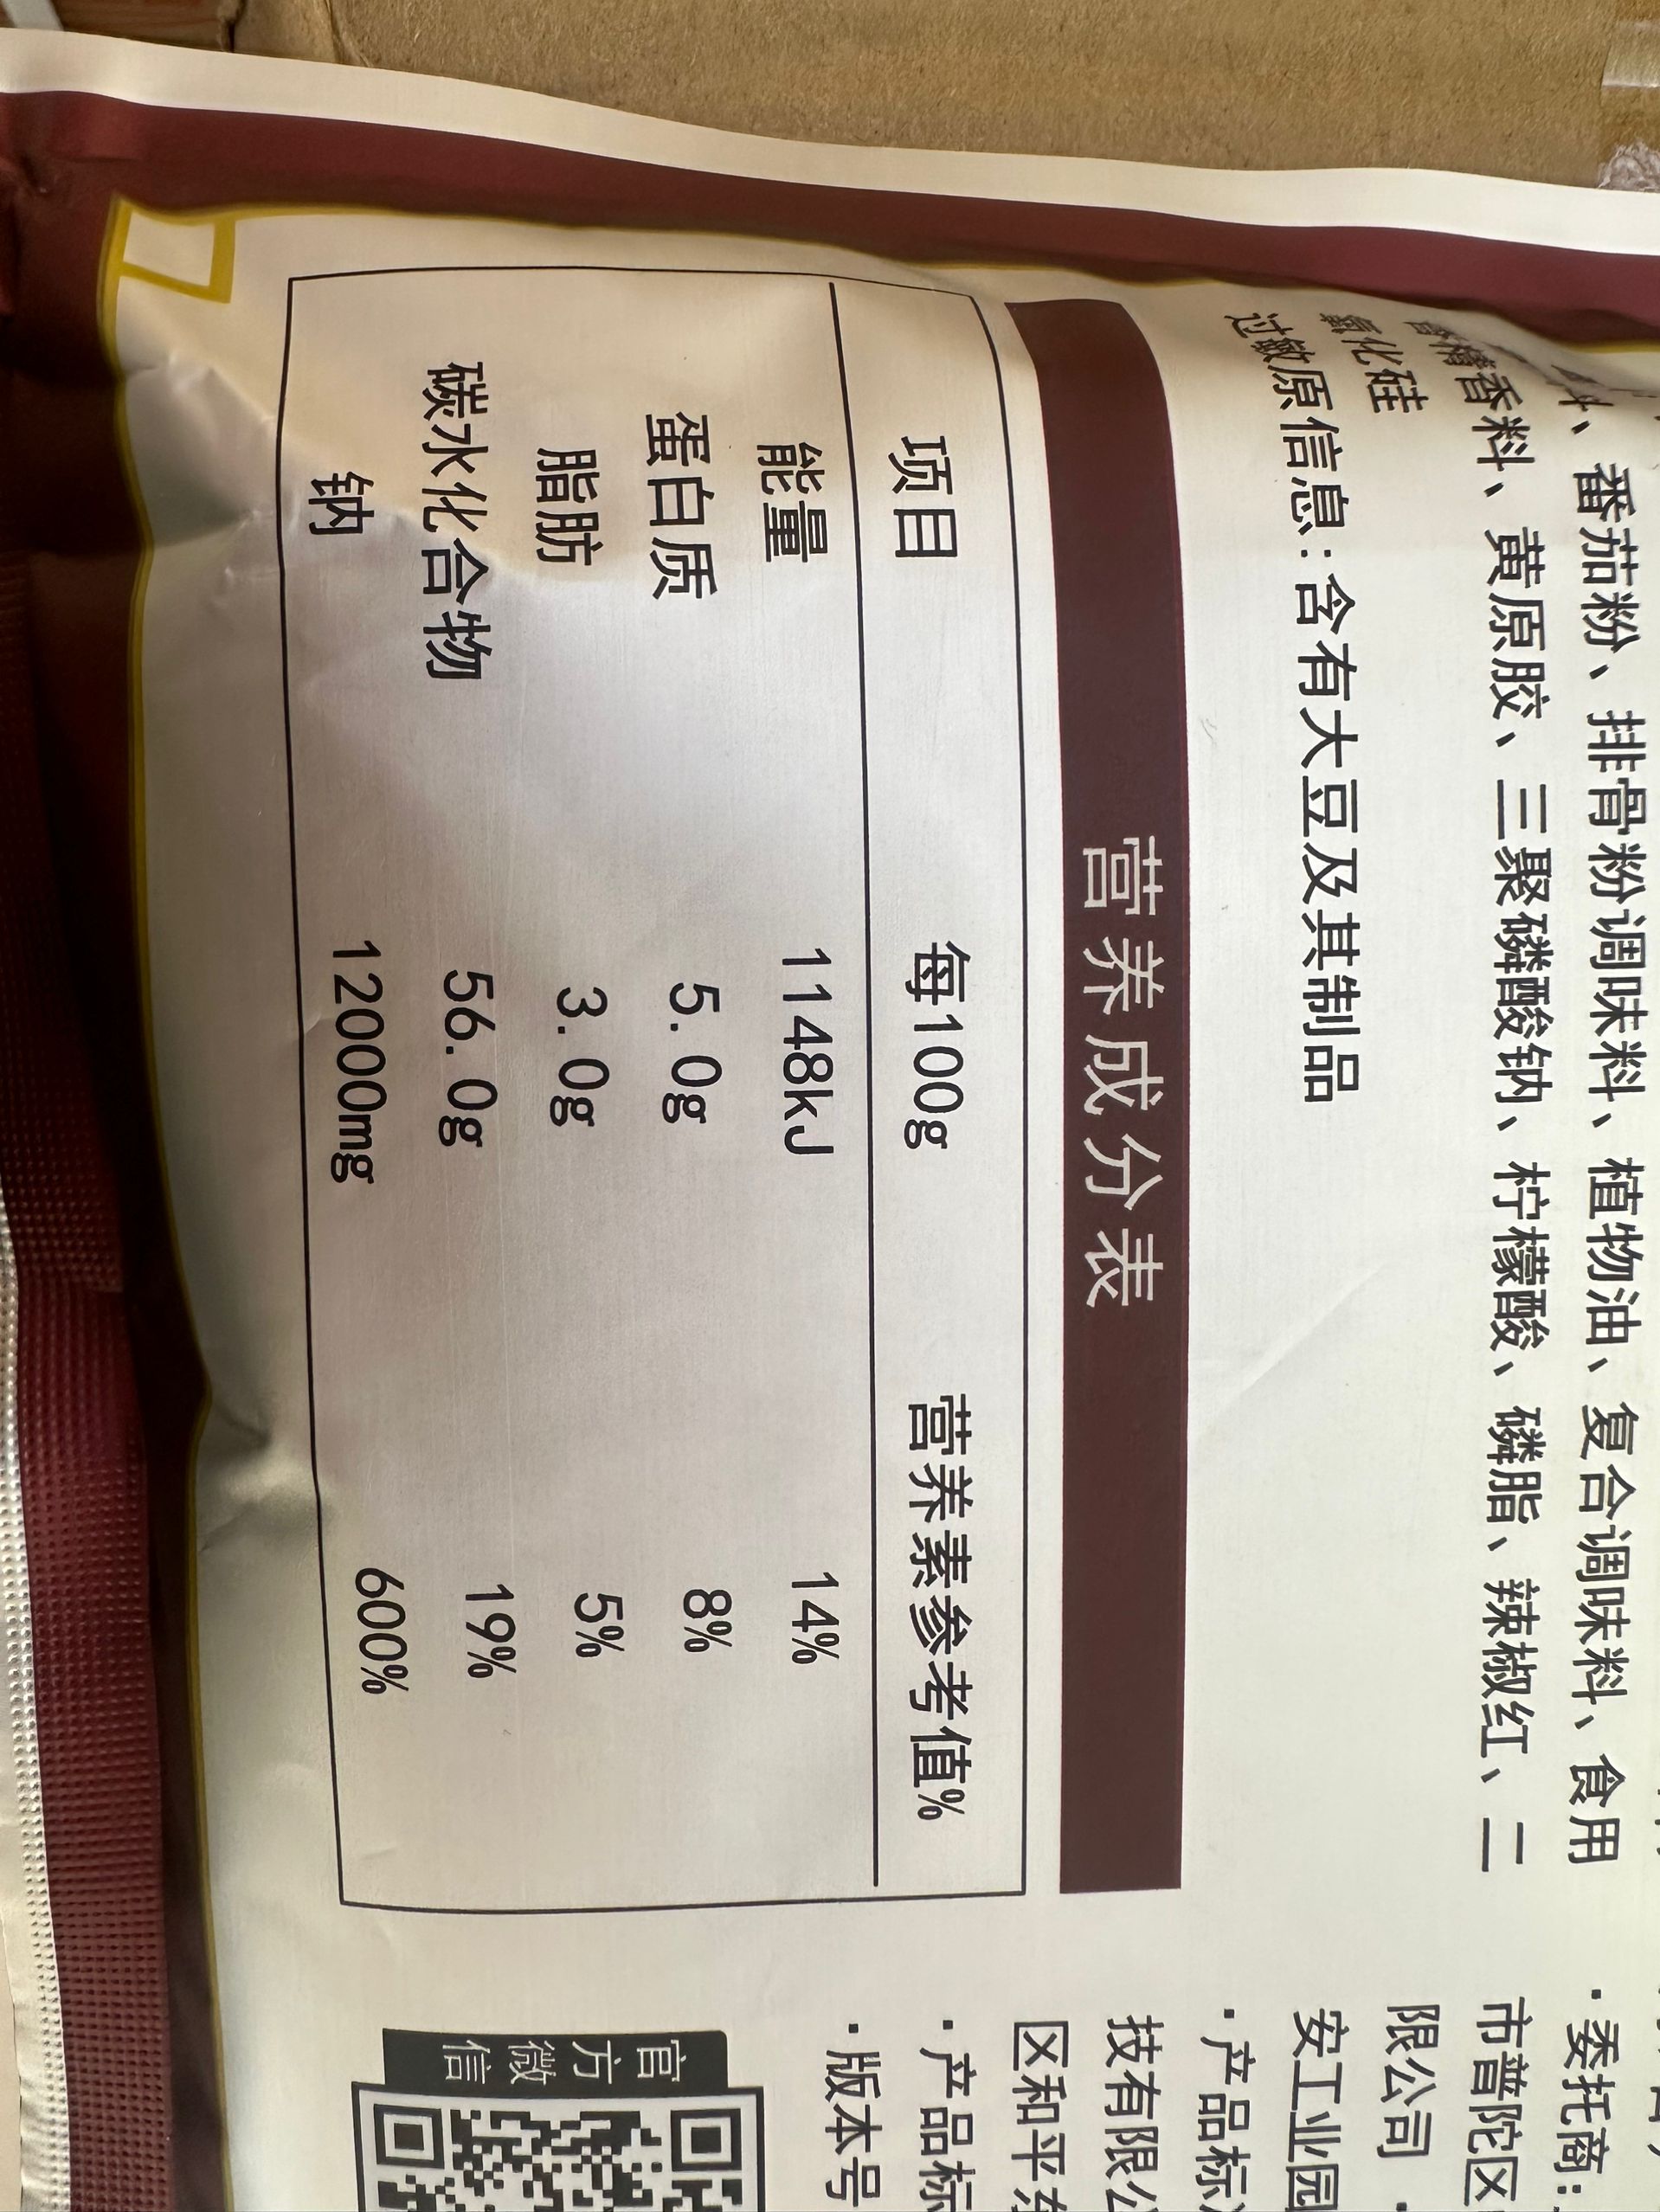 、番茄粉、排骨粉调味料、植物油、复合调味料、食用
香精香料、黄原胶、三聚磷酸钠、柠檬酸、磷脂、辣椒红、二
氧化硅
过敏原信息:含有大豆及其制品
营养成分表
项目 每100g 营养素参考值%
能量 1148kJ 14%
蛋白质 5.0g 8%
脂肪 3.0g 5%
碳水化合物 56.0g 19%
钠 12000mg 600%
·委托商:
市普陀区
限公司
安工业园
·产品标
技有限公
区和平东
·产品标
·版本号
官方微信